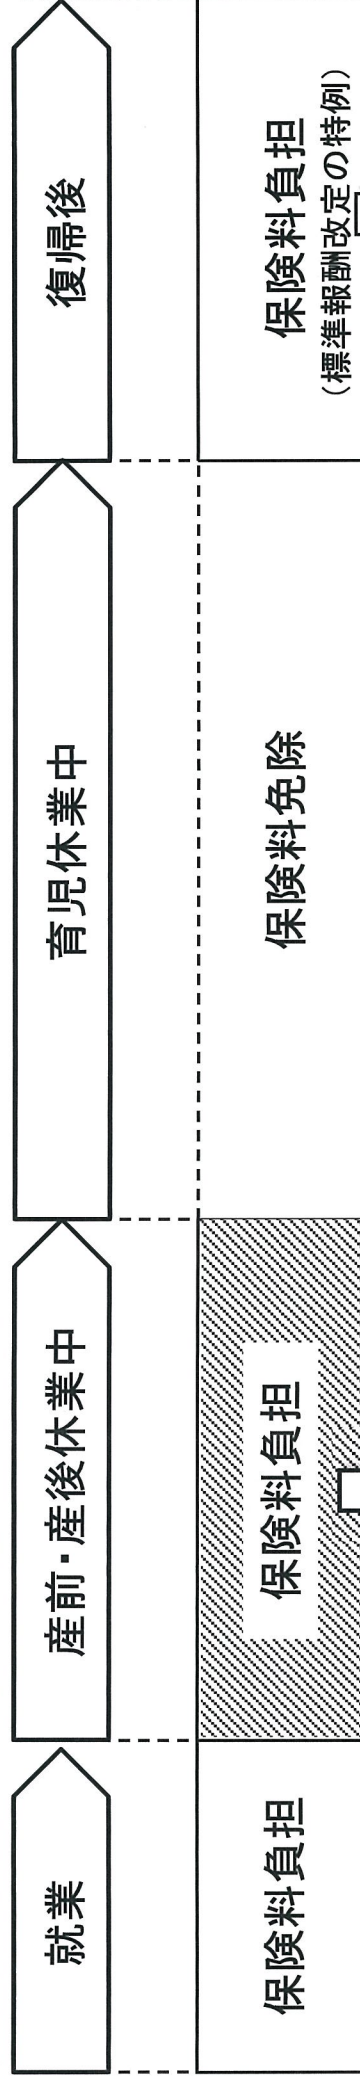 就業
産前・産後休業中
育児休業中
復帰後
保険料負担
保険料負担
保険料免除
保険料負担
（標準報酬改定の特例）